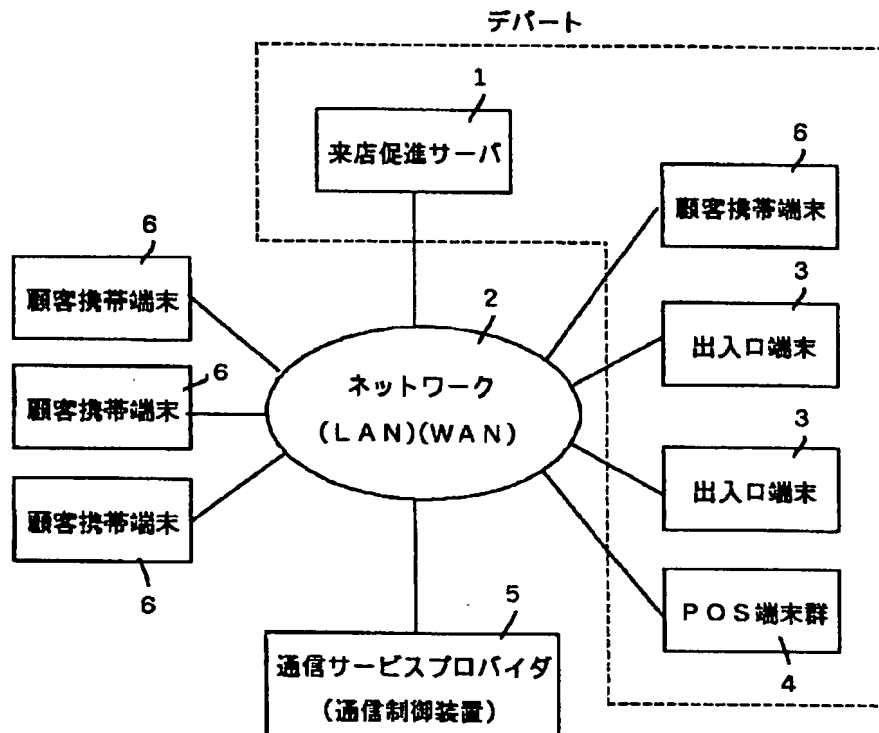 デパート
1
来店促進サーバ
6
顧客携帯端末
6
顧客携帯端末
3
出入口端末
2
6
顧客携帯端末
ネットワーク
(LAN)(WAN)
3
出入口端末
顧客携帯端末
6
5
POS端末群
4
通信サービスプロバイダ
(通信制御装置)